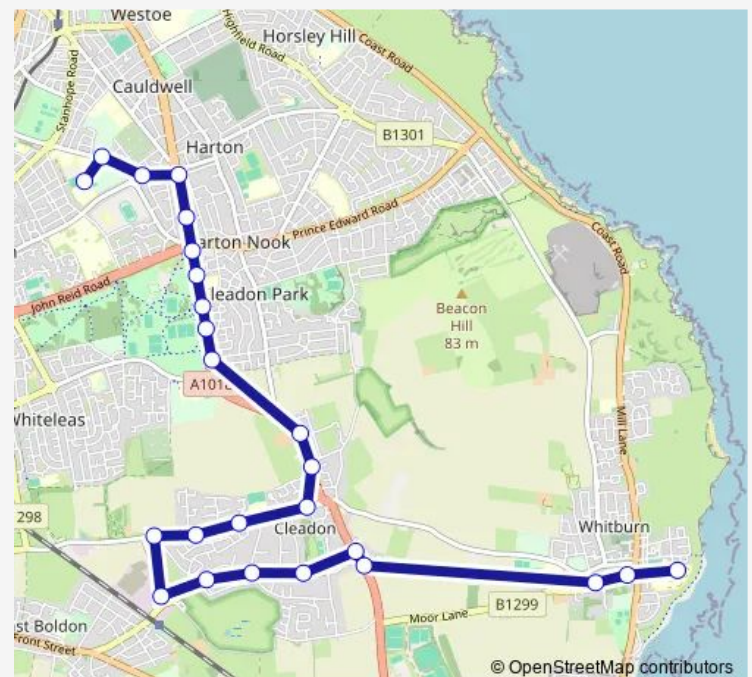 Westoe
Horsley Hill
Highfield Road
Coast Road
Stanhope Road
Cauldwell
B1301
Harton
Prince Edward Road
arton Nook
Coast Road
John Reid Road
leadon Park
Beacon
Hill
83 m
A1018
Whiteleas
Mill Lane
298
Cleadon
Whitburn
B1299
Moor Lane
st Boldon
Front Street
© OpenStreetMap contributors